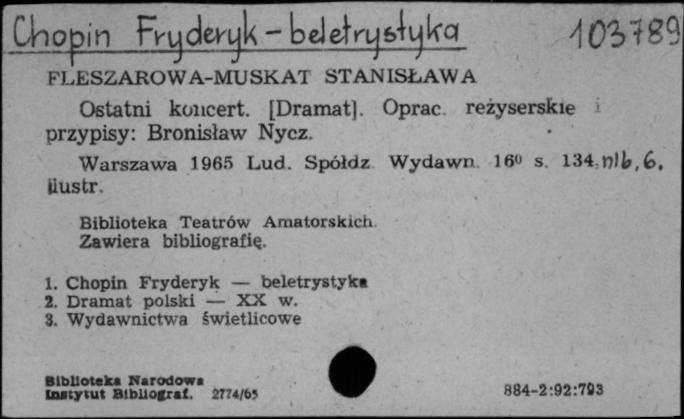 Chopin Fryderyk - beletrystyka 103789
FLESZAROWA-MUSKAT STANISŁAWA
Ostatni koncert. [Dramat]. Oprac. reżyserskie i
przypisy: Bronisław Nycz.
Warszawa 1965 Lud. Spółdz. Wydawn. 16⁰ s. 134, nlb, 6.
ilustr.
Biblioteka Teatrów Amatorskich.
Zawiera bibliografię.
1. Chopin Fryderyk — beletrystyka
2. Dramat polski — XX w.
3. Wydawnictwa świetlicowe
Biblioteka Narodowa
Instytut Bibliograf. 2774/65
884-2:92:793